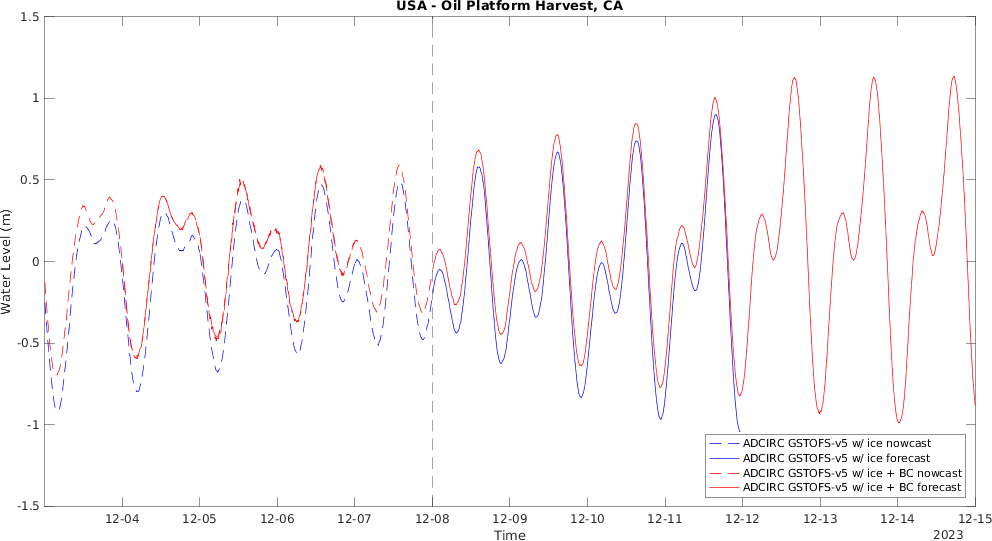 USA - Oil Platform Harvest, CA
1.5
1
0.5
0
-0.5
-1
-1.5
Water Level (m)
12-04 12-05 12-06 12-07 12-08 12-09 12-10 12-11 12-12 12-13 12-14 12-15
Time
2023
ADCIRC GSTOFS-v5 w/ ice nowcast
ADCIRC GSTOFS-v5 w/ ice forecast
ADCIRC GSTOFS-v5 w/ ice + BC nowcast
ADCIRC GSTOFS-v5 w/ ice + BC forecast